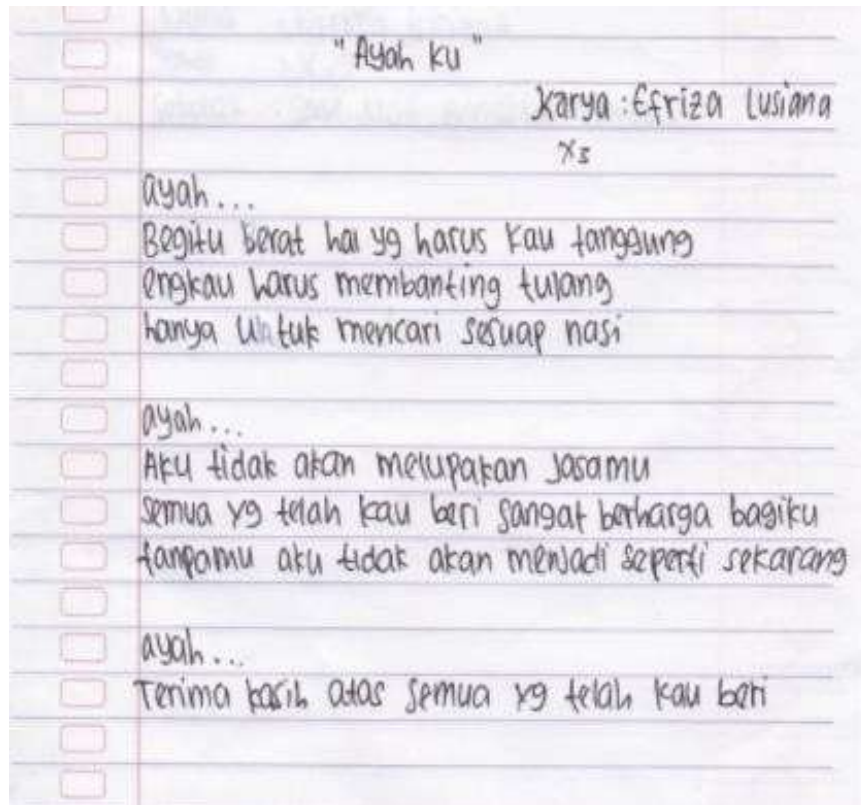 "Ayah ku"
Karya : Efriza Lusiana
X3
ayah...
Begitu berat hal yg harus kau tanggung
engkau harus membanting tulang
hanya untuk mencari sesuap nasi
ayah...
Aku tidak akan melupakan Jasamu
semua yg telah kau beri sangat berharga bagiku
tanpamu aku tidak akan menjadi seperti sekarang
ayah...
Terima kasih atas semua yg telah kau beri